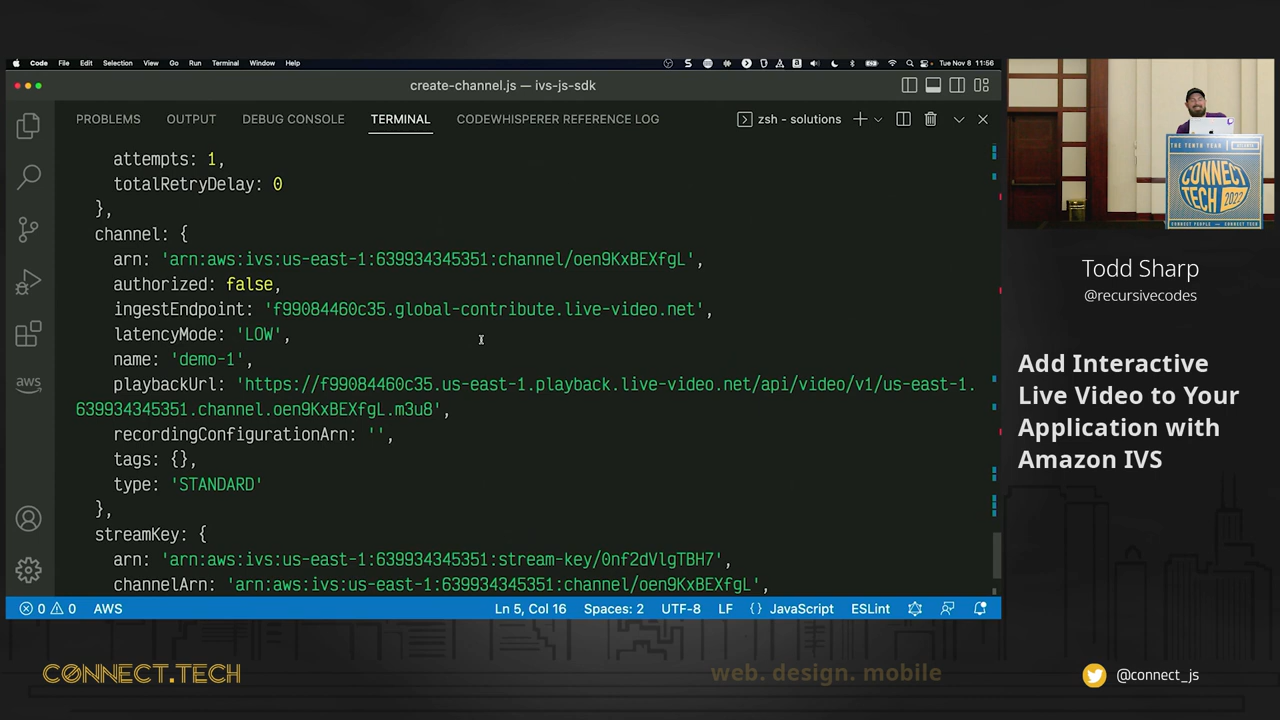 Code File Edit Selection View Go Run Terminal Window Help
Tue Nov 8 11:56
create-channel.js — ivs-js-sdk
PROBLEMS OUTPUT DEBUG CONSOLE TERMINAL CODEWHISPERER REFERENCE LOG
zsh - solutions
attempts: 1,
totalRetryDelay: 0
},
channel: {
arn: 'arn:aws:ivs:us-east-1:639934345351:channel/oen9KxBEXfgL',
authorized: false,
ingestEndpoint: 'f99084460c35.global-contribute.live-video.net',
latencyMode: 'LOW',
name: 'demo-1',
playbackUrl: 'https://f99084460c35.us-east-1.playback.live-video.net/api/video/v1/us-east-1.
639934345351.channel.oen9KxBEXfgL.m3u8',
recordingConfigurationArn: '',
tags: {},
type: 'STANDARD'
},
streamKey: {
arn: 'arn:aws:ivs:us-east-1:639934345351:stream-key/0nf2dVlgTBH7',
channelArn: 'arn:aws:ivs:us-east-1:639934345351:channel/oen9KxBEXfgL',
aws
0 0 AWS
Ln 5, Col 16 Spaces: 2 UTF-8 LF {} JavaScript ESLint
THE TENTH YEAR
CONNECT
TECH
2022
Todd Sharp
@recursivecodes
Add Interactive
Live Video to Your
Application with
Amazon IVS
CONNECT.TECH
web. design. mobile
@connect_js